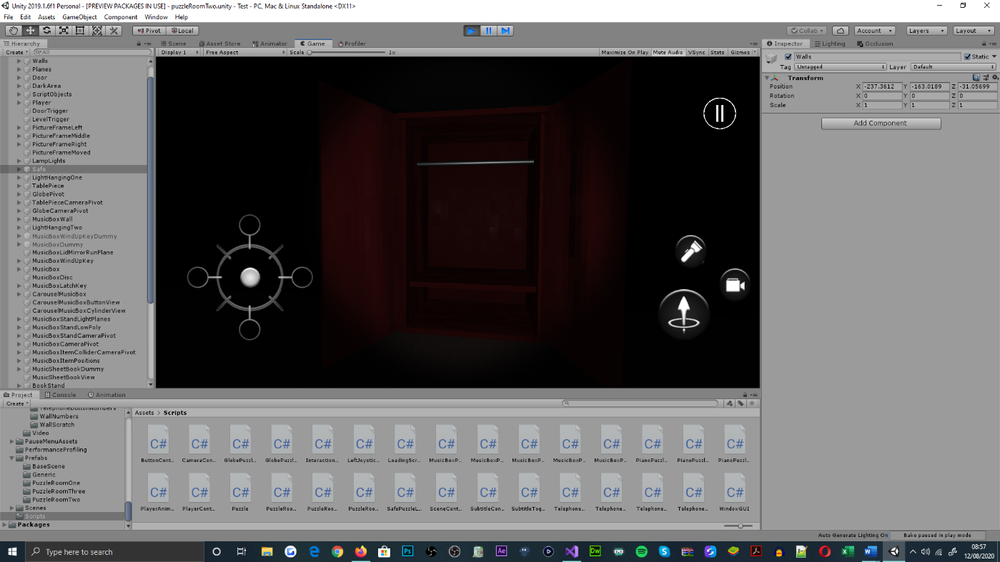 Unity 2019.1.6f1 Personal - [PREVIEW PACKAGES IN USE] - puzzleRoomTwo.unity - Test - PC, Mac & Linux Standalone <DX11>
File Edit Assets GameObject Component Window Help
Pivot Local Collab Account Layers Layout
Hierarchy Scene Asset Store Animator Game Profiler Inspector Lighting Occlusion
Create All Display 1 Free Aspect Scale 1x Maximize On Play Mute Audio VSync Stats Gizmos
Walls Static
Tag Untagged Layer Default
Transform
Position X -237.3612 Y -163.0189 Z -31.05699
Rotation X 0 Y 0 Z 0
Scale X 1 Y 1 Z 1
Add Component
Walls
Planes
Door
DarkArea
ScriptObjects
Player
DoorTrigger
LevelTrigger
PictureFrameLeft
PictureFrameMiddle
PictureFrameRight
PictureFrameMoved
LampLights
Safe
LightHangingOne
TablePiece
GlobePivot
TablePieceCameraPivot
GlobeCameraPivot
MusicBoxWall
LightHangingTwo
MusicBoxWindUpKeyDummy
MusicBoxDummy
MusicBoxLidMirrorRunPlane
MusicBoxWindUpKey
MusicBox
MusicBoxDisc
MusicBoxLatchKey
CarouselMusicBox
CarouselMusicBoxButtonView
CarouselMusicBoxCylinderView
MusicBoxStandLightPlanes
MusicBoxStandLowPoly
MusicBoxStandCameraPivot
MusicBoxCameraPivot
MusicBoxItemColliderCameraPivot
MusicBoxItemPositions
MusicSheetBookDummy
MusicSheetBookView
BookStand
Project Console Animation
Create
TelephoneButtonNumbers
WallNumbers
WallScratch
Video
PauseMenuAssets
PerformanceProfiling
Prefabs
BaseScene
Generic
PuzzleRoomOne
PuzzleRoomThree
PuzzleRoomTwo
Scenes
Scripts
Packages
Assets > Scripts
C# C# C# C# C# C# C# C# C# C# C# C# C# C# C#
ButtonCont... CameraCon... GlobePuzzl... GlobePuzzl... Interaction... LeftJoystic... LoadingScr... MusicBoxP... MusicBoxP... MusicBoxP... MusicBoxP... MusicBoxP... PianoPuzzl... PianoPuzzl... PianoPuzzl...
C# C# C# C# C# C# C# C# C# C# C# C# C# C# C#
PlayerAnim... PlayerCont... Puzzle PuzzleRoo... PuzzleRoo... PuzzleRoo... SafePuzzleL... SceneCont... SubtitleCon... SubtitleTog... Telephone... Telephone... Telephone... Telephone... WindowGUI
Auto Generate Lighting On Bake paused in play mode
Type here to search
Ps Ae Dw
08:57
12/08/2020